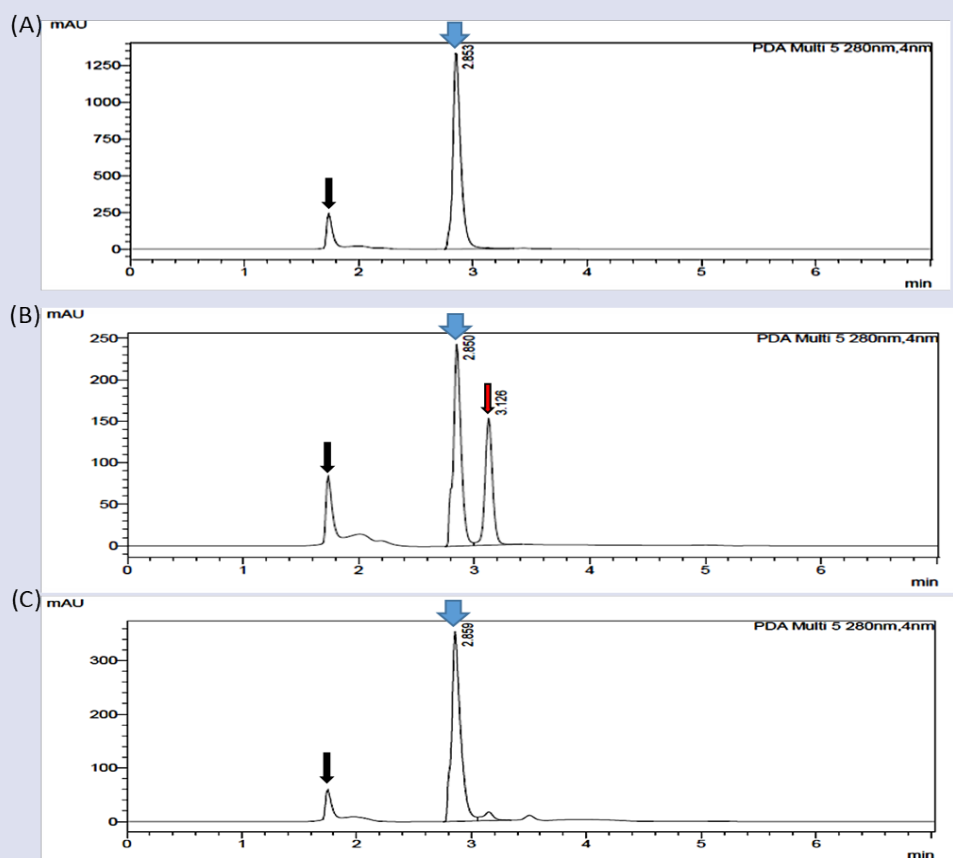 (A)
mAU
PDA Multi 5 280nm,4nm
2.853
1250
1000
750
500
250
0
0 1 2 3 4 5 6
min
(B)
mAU
PDA Multi 5 280nm,4nm
2.850
3.126
250
200
150
100
50
0
0 1 2 3 4 5 6
min
(C)
mAU
PDA Multi 5 280nm,4nm
2.859
300
200
100
0
0 1 2 3 4 5 6
min